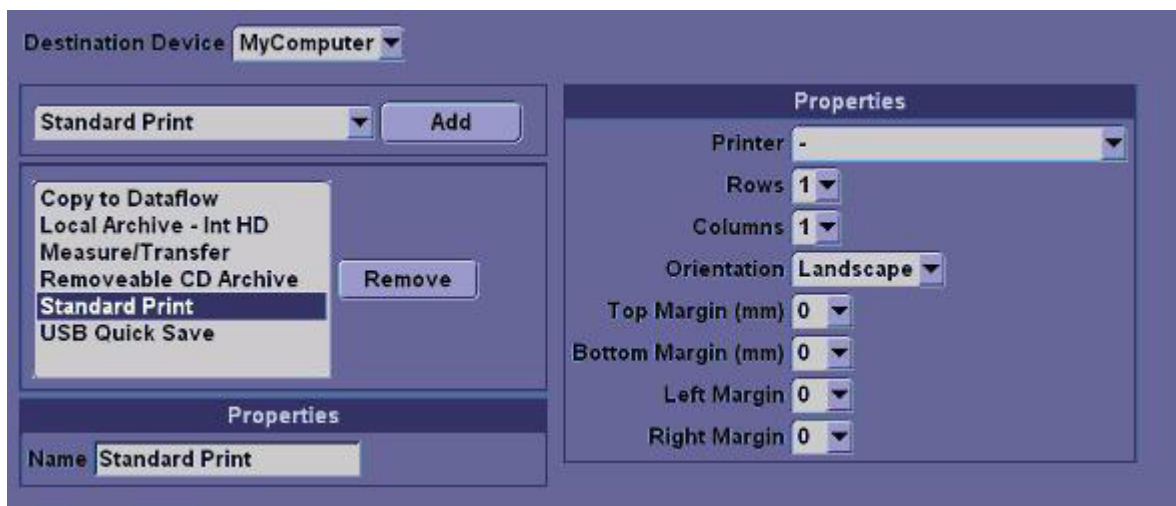 Destination Device MyComputer
Standard Print Add
Copy to Dataflow
Local Archive - Int HD
Measure/Transfer
Removeable CD Archive
Standard Print
USB Quick Save
Remove
Properties
Name Standard Print
Properties
Printer -
Rows 1
Columns 1
Orientation Landscape
Top Margin (mm) 0
Bottom Margin (mm) 0
Left Margin 0
Right Margin 0